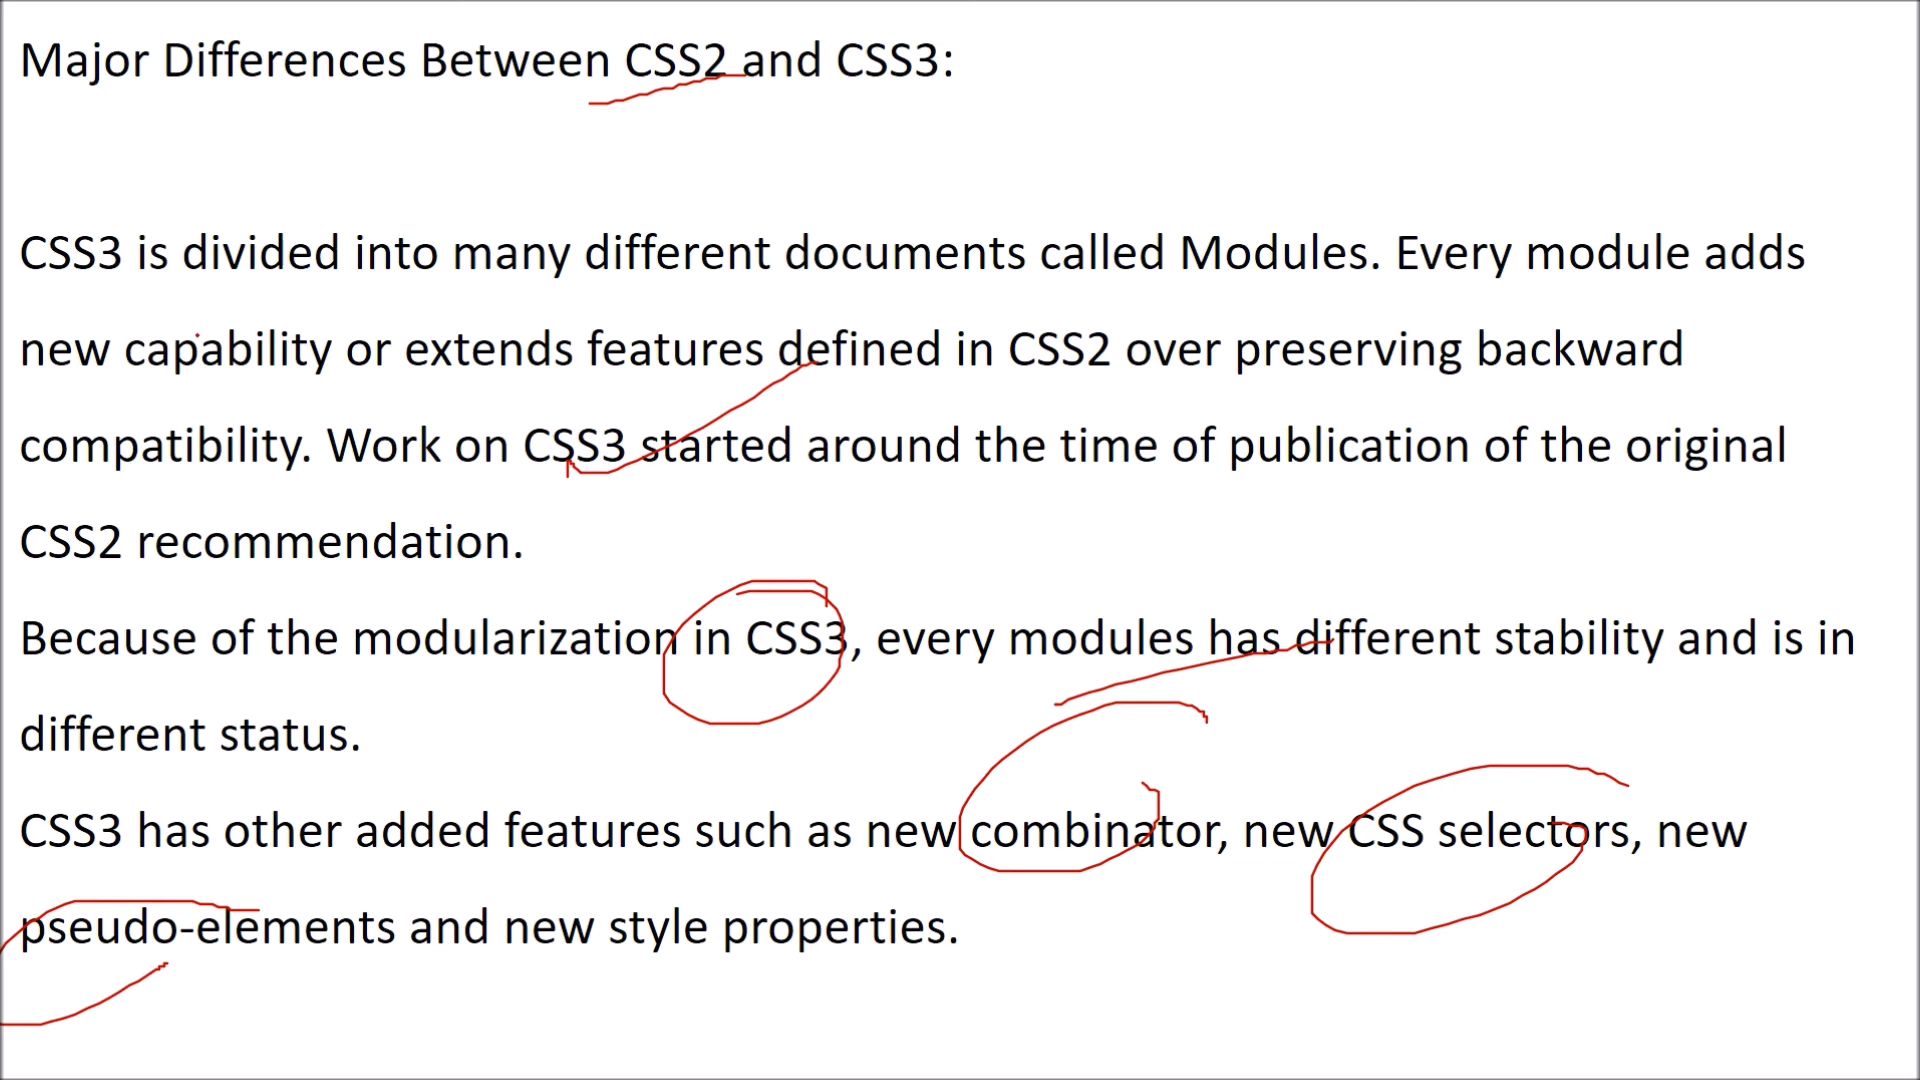 Major Differences Between CSS2 and CSS3:
CSS3 is divided into many different documents called Modules. Every module adds
new capability or extends features defined in CSS2 over preserving backward
compatibility. Work on CSS3 started around the time of publication of the original
CSS2 recommendation.
Because of the modularization in CSS3, every modules has different stability and is in
different status.
CSS3 has other added features such as new combinator, new CSS selectors, new
pseudo-elements and new style properties.